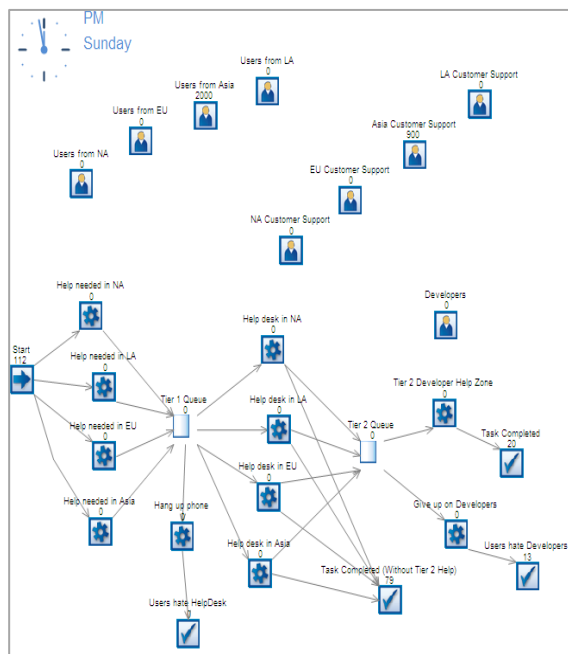 PM
Sunday
Users from LA
0
Users from Asia
2000
Users from EU
0
Users from NA
0
LA Customer Support
0
Asia Customer Support
900
EU Customer Support
0
NA Customer Support
0
Developers
0
Help needed in NA
0
Start
112
Help needed in LA
0
Help needed in EU
0
Help needed in Asia
0
Tier 1 Queue
0
Hang up phone
0
Users hate HelpDesk
Help desk in NA
0
Help desk in LA
0
Help desk in EU
0
Help desk in Asia
0
Tier 2 Queue
0
Tier 2 Developer Help Zone
0
Task Completed
20
Give up on Developers
0
Users hate Developers
13
Task Completed (Without Tier 2 Help)
79